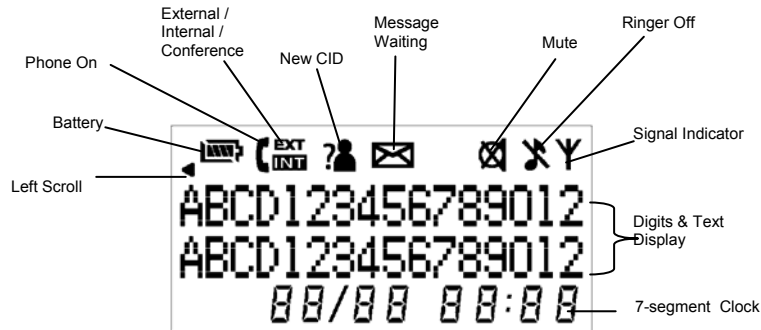 External /
Internal /
Conference
Message
Waiting
Ringer Off
Mute
New CID
Phone On
Battery
Signal Indicator
EXT
INT
?
Left Scroll
ABCD123456789012
Digits & Text
Display
ABCD123456789012
88/88 88:88
7-segment Clock